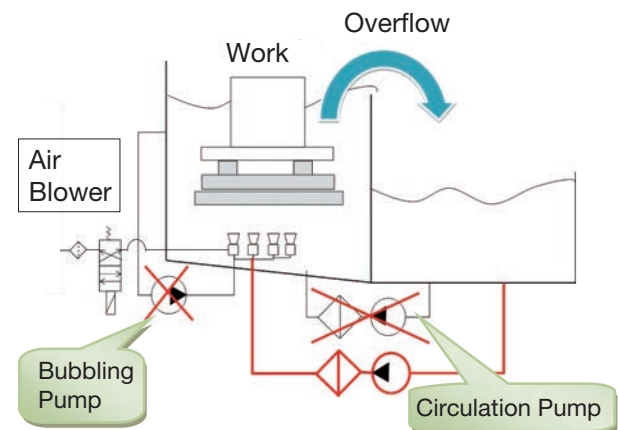 Overflow
Work
Air
Blower
Bubbling
Pump
Circulation Pump